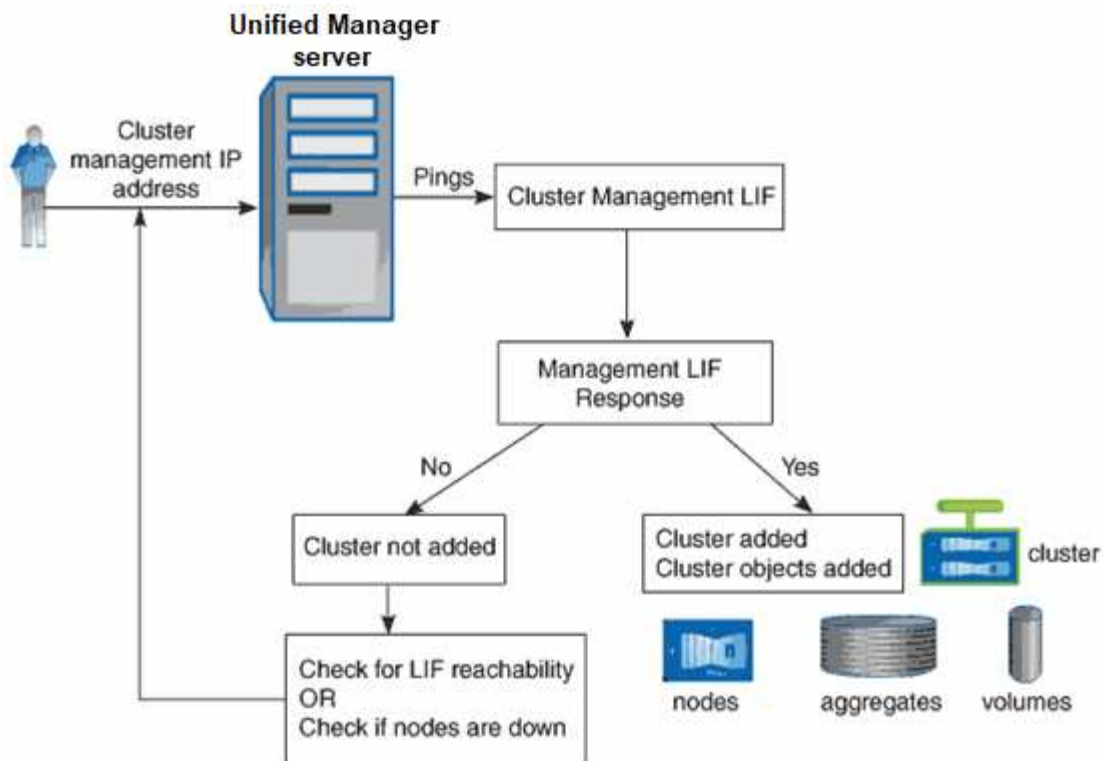 Unified Manager
server
Cluster
management IP
address
Pings
Cluster Management LIF
Management LIF
Response
No
Yes
Cluster not added
Cluster added
Cluster objects added
cluster
Check for LIF reachability
OR
Check if nodes are down
nodes
aggregates
volumes